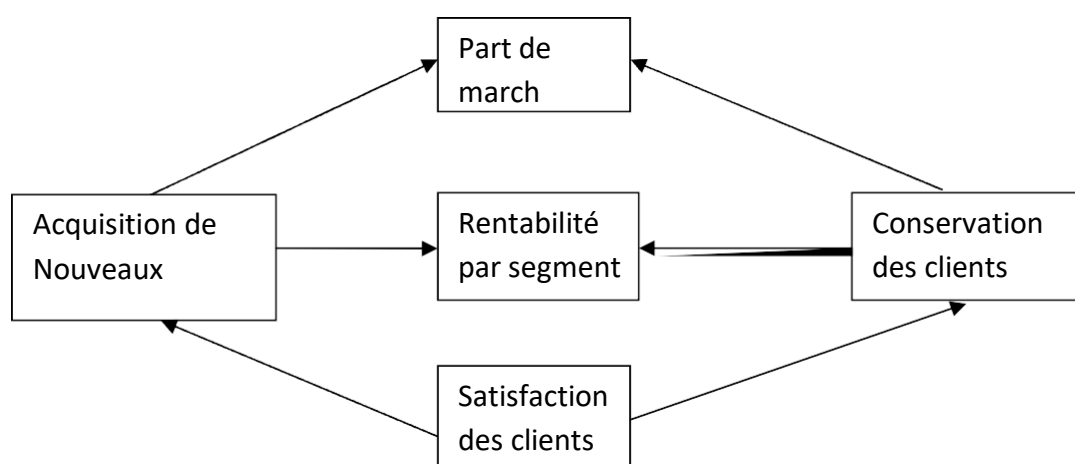 Part de
march
Acquisition de
Nouveaux
Rentabilité
par segment
Conservation
des clients
Satisfaction
des clients